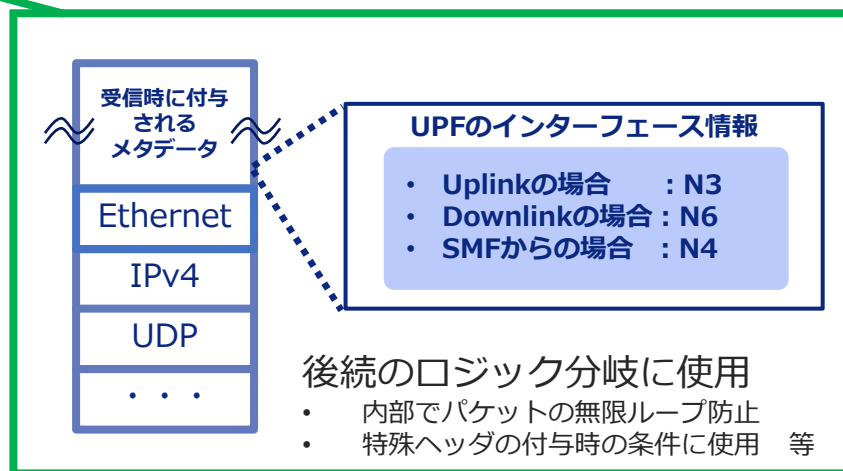 受信時に付与
される
メタデータ
Ethernet
IPv4
UDP
・・・
UPFのインターフェース情報
• Uplinkの場合　：N3
• Downlinkの場合：N6
• SMFからの場合　：N4
後続のロジック分岐に使用
• 内部でパケットの無限ループ防止
• 特殊ヘッダの付与時の条件に使用　等